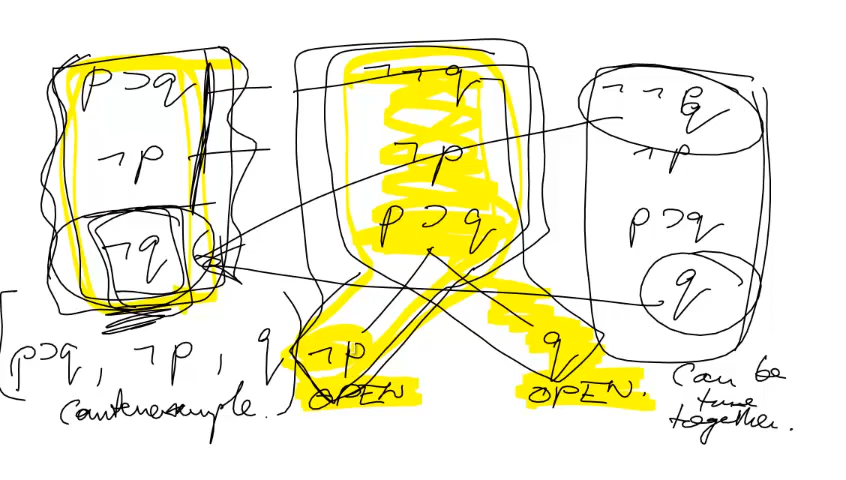 p ⊃ q
¬p
¬q
p ⊃ q, ¬p, q
Counterexample.
¬¬q
¬p
p ⊃ q
¬p
q
OPEN
OPEN.
¬¬q
¬p
p ⊃ q
q
Can be
true
together.